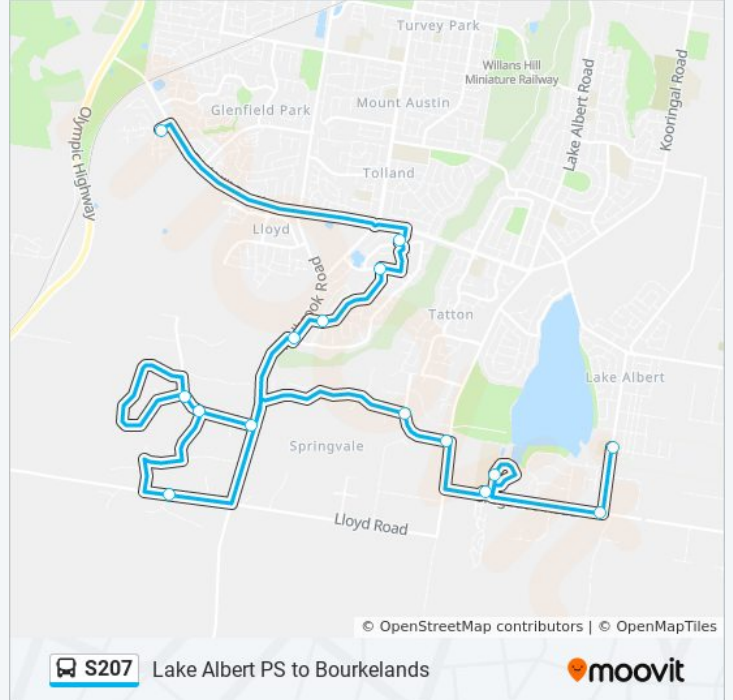 Turvey Park
Willans Hill
Miniature Railway
Lake Albert Road
Kooringal Road
Olympic Highway
Glenfield Park
Mount Austin
Tolland
Lloyd
Road
Tatton
Lake Albert
Springvale
Lloyd Road
© OpenStreetMap contributors | © OpenMapTiles
S207 Lake Albert PS to Bourkelands
moovit